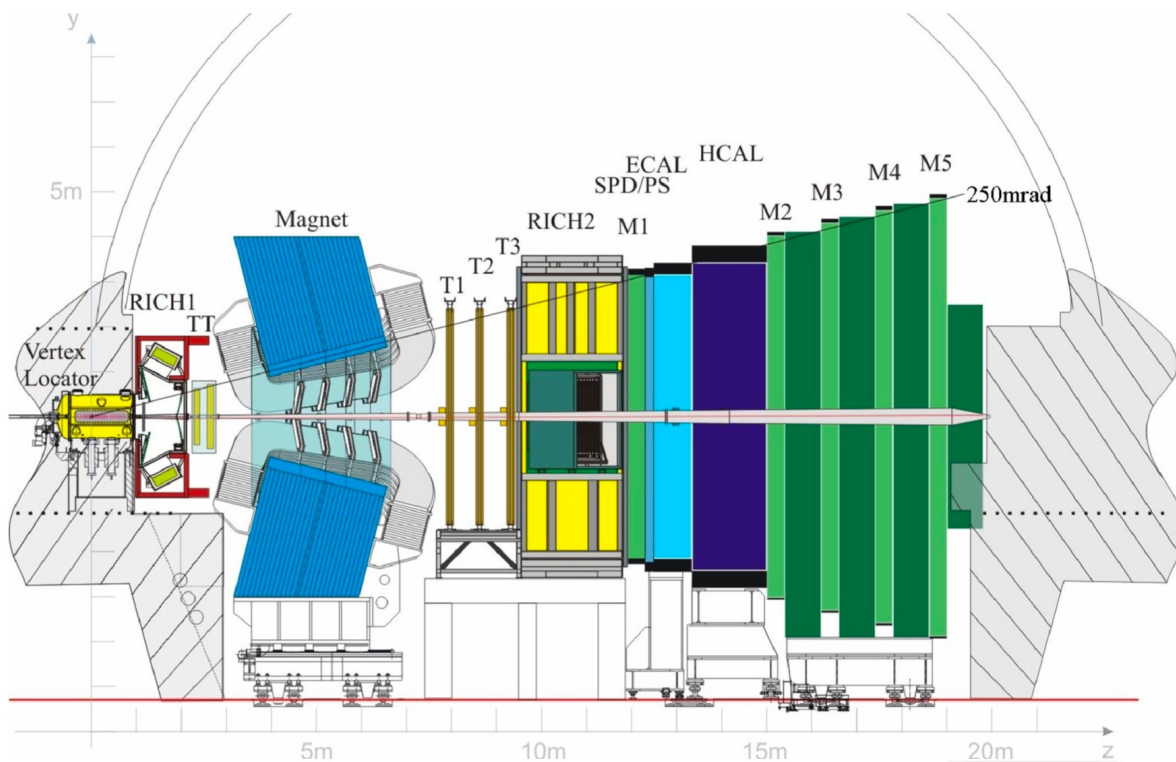 y
5m
HCAL
ECAL
SPD/PS
M5
M4
M3
M2
250mrad
Magnet
RICH2
M1
T3
T2
T1
RICH1
TT
Vertex
Locator
5m
10m
15m
20m
z